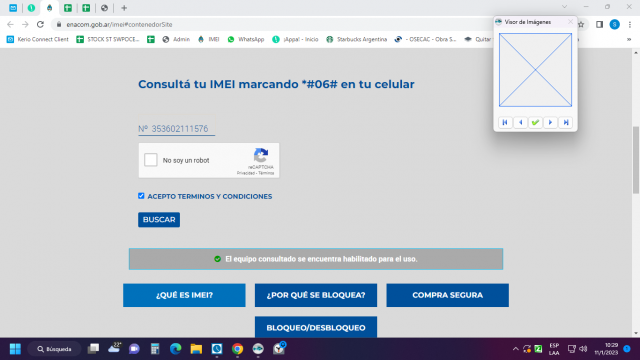 enacom.gob.ar/imei#contenedorSite
Kerio Connect Client
STOCK ST SWPOCE...
Admin
IMEI
WhatsApp
¡Appa! - Inicio
Starbucks Argentina
- OSECAC - Obra S...
Quitar
Visor de Imágenes
Consultá tu IMEI marcando *#06# en tu celular
Nº 353602111576
No soy un robot
reCAPTCHA
Privacidad - Términos
ACEPTO TERMINOS Y CONDICIONES
BUSCAR
El equipo consultado se encuentra habilitado para el uso.
¿QUÉ ES IMEI?
¿POR QUÉ SE BLOQUEA?
COMPRA SEGURA
BLOQUEO/DESBLOQUEO
Búsqueda
22°
ESP
LAA
10:29
11/1/2023